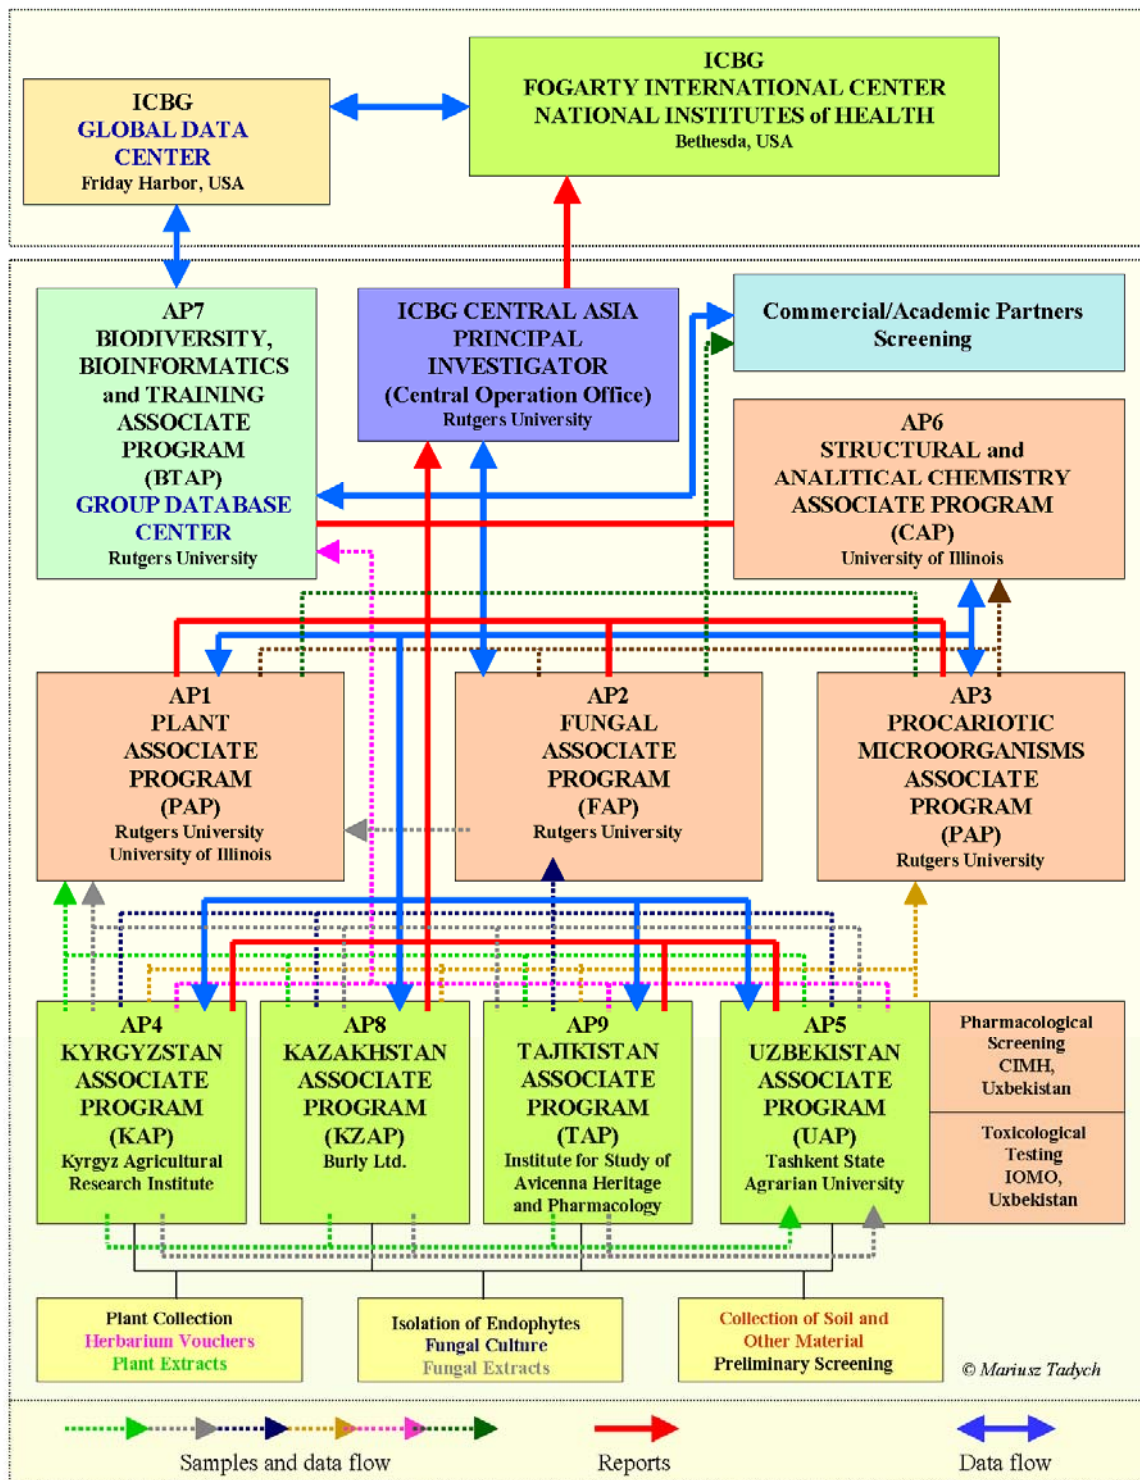 ICBG
GLOBAL DATA
CENTER
Friday Harbor, USA
ICBG
FOGARTY INTERNATIONAL CENTER
NATIONAL INSTITUTES of HEALTH
Bethesda, USA
AP7
BIODIVERSITY,
BIOINFORMATICS
and TRAINING
ASSOCIATE
PROGRAM
(BTAP)
GROUP DATABASE
CENTER
Rutgers University
ICBG CENTRAL ASIA
PRINCIPAL
INVESTIGATOR
(Central Operation Office)
Rutgers University
Commercial/Academic Partners
Screening
AP6
STRUCTURAL and
ANALITICAL CHEMISTRY
ASSOCIATE PROGRAM
(CAP)
University of Illinois
AP1
PLANT
ASSOCIATE
PROGRAM
(PAP)
Rutgers University
University of Illinois
AP2
FUNGAL
ASSOCIATE
PROGRAM
(FAP)
Rutgers University
AP3
PROCARIOTIC
MICROORGANISMS
ASSOCIATE
PROGRAM
(PAP)
Rutgers University
AP4
KYRGYZSTAN
ASSOCIATE
PROGRAM
(KAP)
Kyrgyz Agricultural
Research Institute
AP8
KAZAKHSTAN
ASSOCIATE
PROGRAM
(KZAP)
Burly Ltd.
AP9
TAJIKISTAN
ASSOCIATE
PROGRAM
(TAP)
Institute for Study of
Avicenna Heritage
and Pharmacology
AP5
UZBEKISTAN
ASSOCIATE
PROGRAM
(UAP)
Tashkent State
Agrarian University
Pharmacological
Screening
CIMH,
Uxbekistan
Toxicological
Testing
IOMO,
Uxbekistan
Plant Collection
Herbarium Vouchers
Plant Extracts
Isolation of Endophytes
Fungal Culture
Fungal Extracts
Collection of Soil and
Other Material
Preliminary Screening
© Mariusz Tadych
Samples and data flow
Reports
Data flow